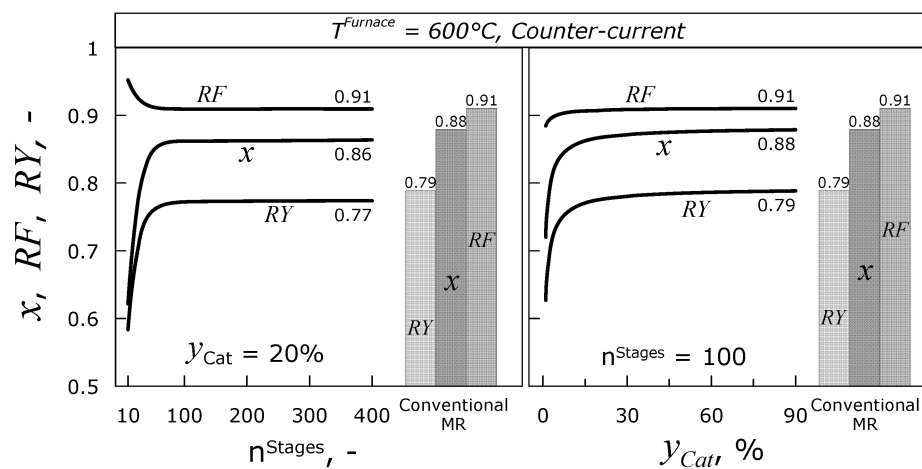 T^Furnace = 600°C, Counter-current
x, RF, RY, -
1
0.9
0.8
0.7
0.6
0.5
RF
0.91
x
0.86
RY
0.77
y_Cat = 20%
0.79
0.88
0.91
RY
x
RF
10
100
200
300
400
Conventional
MR
n^Stages, -
RF
0.91
x
0.88
RY
0.79
n^Stages = 100
0.79
0.88
0.91
RY
x
RF
0
30
60
90
Conventional
MR
y_Cat, %